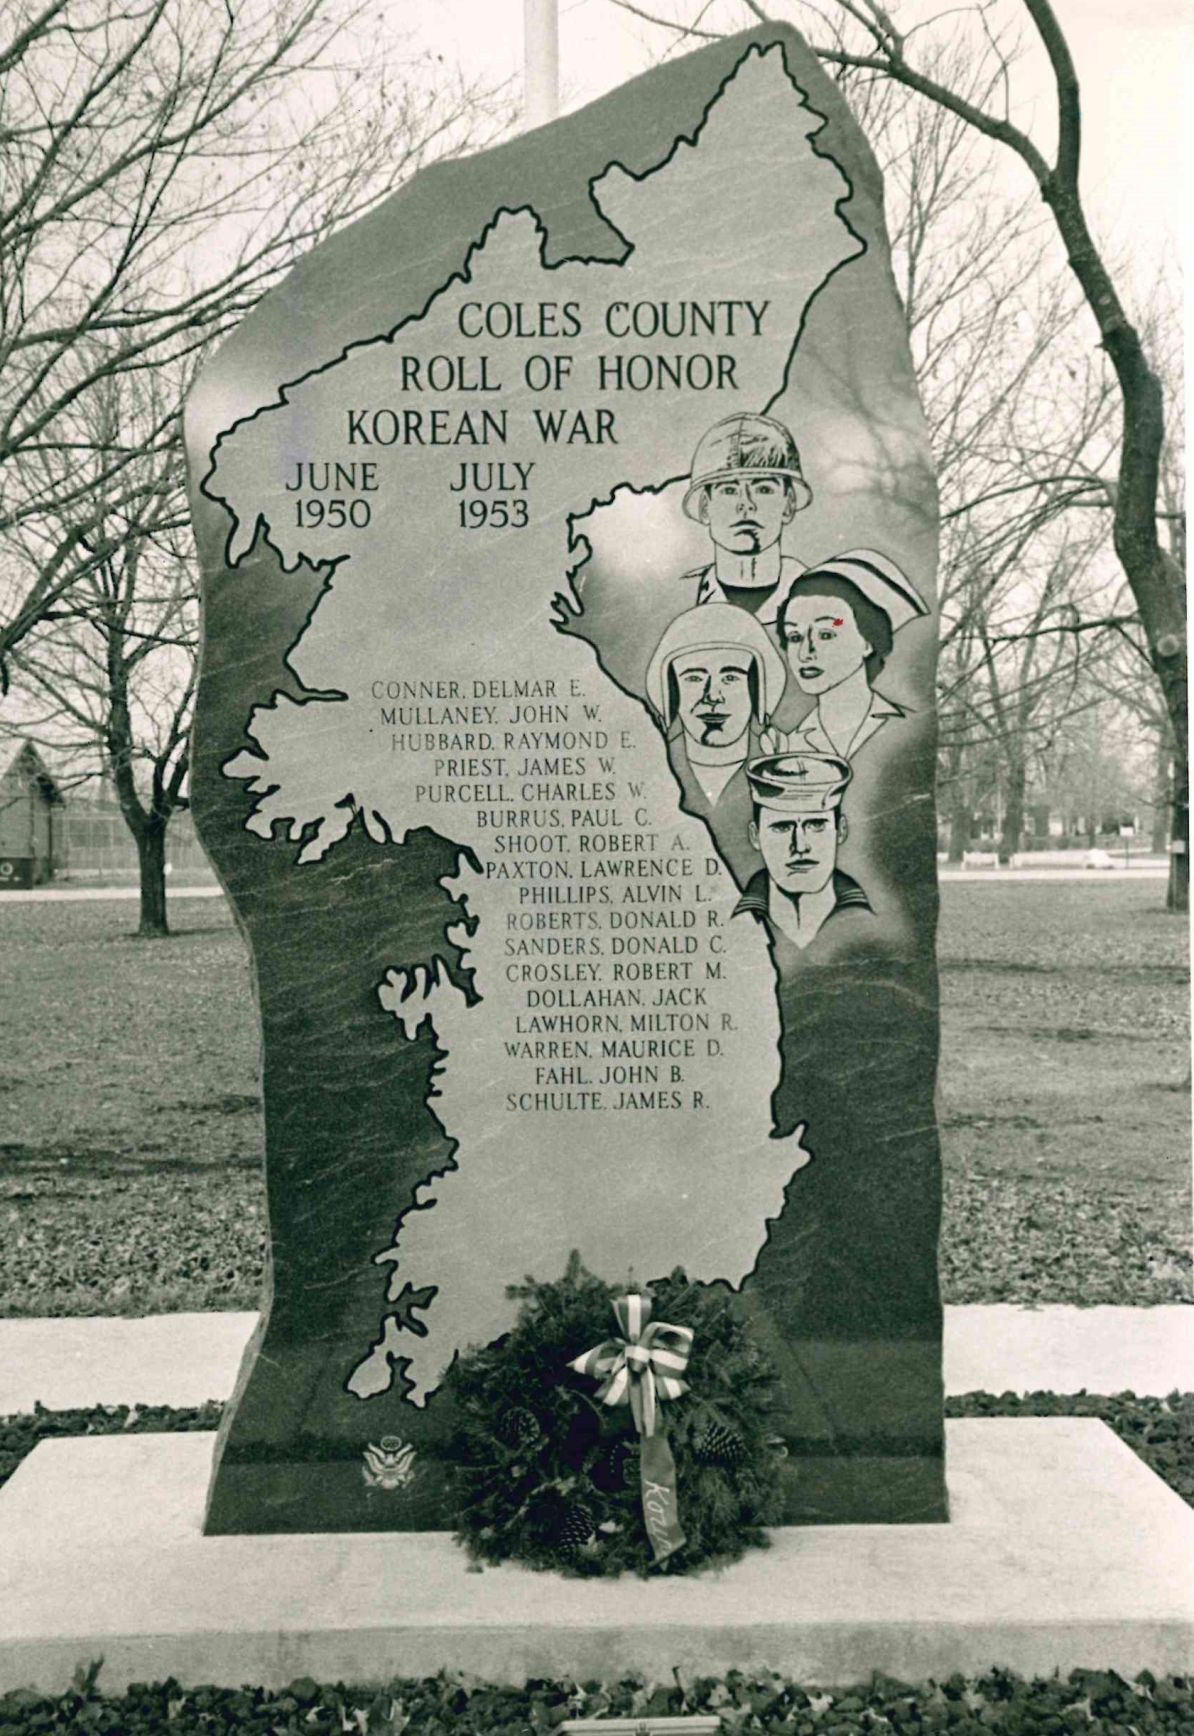 COLES COUNTY
ROLL OF HONOR
KOREAN WAR
JUNE JULY
1950 1953
CONNER, DELMAR E.
MULLANEY, JOHN W.
HUBBARD, RAYMOND E.
PRIEST, JAMES W.
PURCELL, CHARLES W.
BURRUS, PAUL C.
SHOOT, ROBERT A.
PAXTON, LAWRENCE D.
PHILLIPS, ALVIN L.
ROBERTS, DONALD R.
SANDERS, DONALD C.
CROSLEY, ROBERT M.
DOLLAHAN, JACK
LAWHORN, MILTON R.
WARREN, MAURICE D.
FAHL, JOHN B.
SCHULTE, JAMES R.
Korea